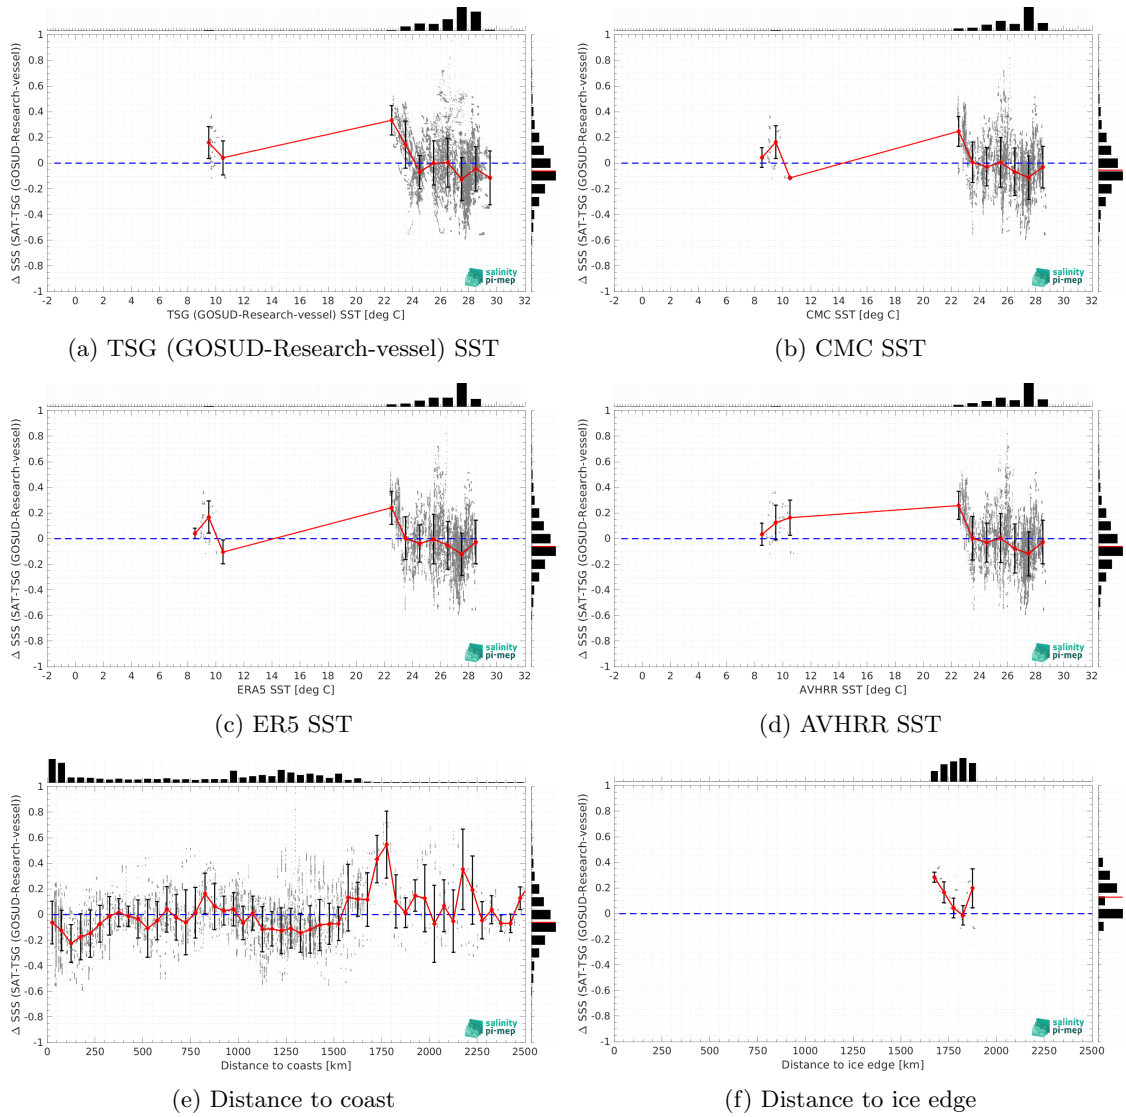 1
0.8
0.6
0.4
0.2
0
-0.2
-0.4
-0.6
-0.8
-1
Δ SSS (SAT-TSG (GOSUD-Research-vessel))
salinity
pi-mep
-2 0 2 4 6 8 10 12 14 16 18 20 22 24 26 28 30 32
TSG (GOSUD-Research-vessel) SST [deg C]
(a) TSG (GOSUD-Research-vessel) SST
1
0.8
0.6
0.4
0.2
0
-0.2
-0.4
-0.6
-0.8
-1
Δ SSS (SAT-TSG (GOSUD-Research-vessel))
salinity
pi-mep
-2 0 2 4 6 8 10 12 14 16 18 20 22 24 26 28 30 32
CMC SST [deg C]
(b) CMC SST
1
0.8
0.6
0.4
0.2
0
-0.2
-0.4
-0.6
-0.8
-1
Δ SSS (SAT-TSG (GOSUD-Research-vessel))
salinity
pi-mep
-2 0 2 4 6 8 10 12 14 16 18 20 22 24 26 28 30 32
ERA5 SST [deg C]
(c) ER5 SST
1
0.8
0.6
0.4
0.2
0
-0.2
-0.4
-0.6
-0.8
-1
Δ SSS (SAT-TSG (GOSUD-Research-vessel))
salinity
pi-mep
-2 0 2 4 6 8 10 12 14 16 18 20 22 24 26 28 30 32
AVHRR SST [deg C]
(d) AVHRR SST
1
0.8
0.6
0.4
0.2
0
-0.2
-0.4
-0.6
-0.8
-1
Δ SSS (SAT-TSG (GOSUD-Research-vessel))
salinity
pi-mep
0 250 500 750 1000 1250 1500 1750 2000 2250 2500
Distance to coasts [km]
(e) Distance to coast
1
0.8
0.6
0.4
0.2
0
-0.2
-0.4
-0.6
-0.8
-1
Δ SSS (SAT-TSG (GOSUD-Research-vessel))
salinity
pi-mep
0 250 500 750 1000 1250 1500 1750 2000 2250 2500
Distance to ice edge [km]
(f) Distance to ice edge